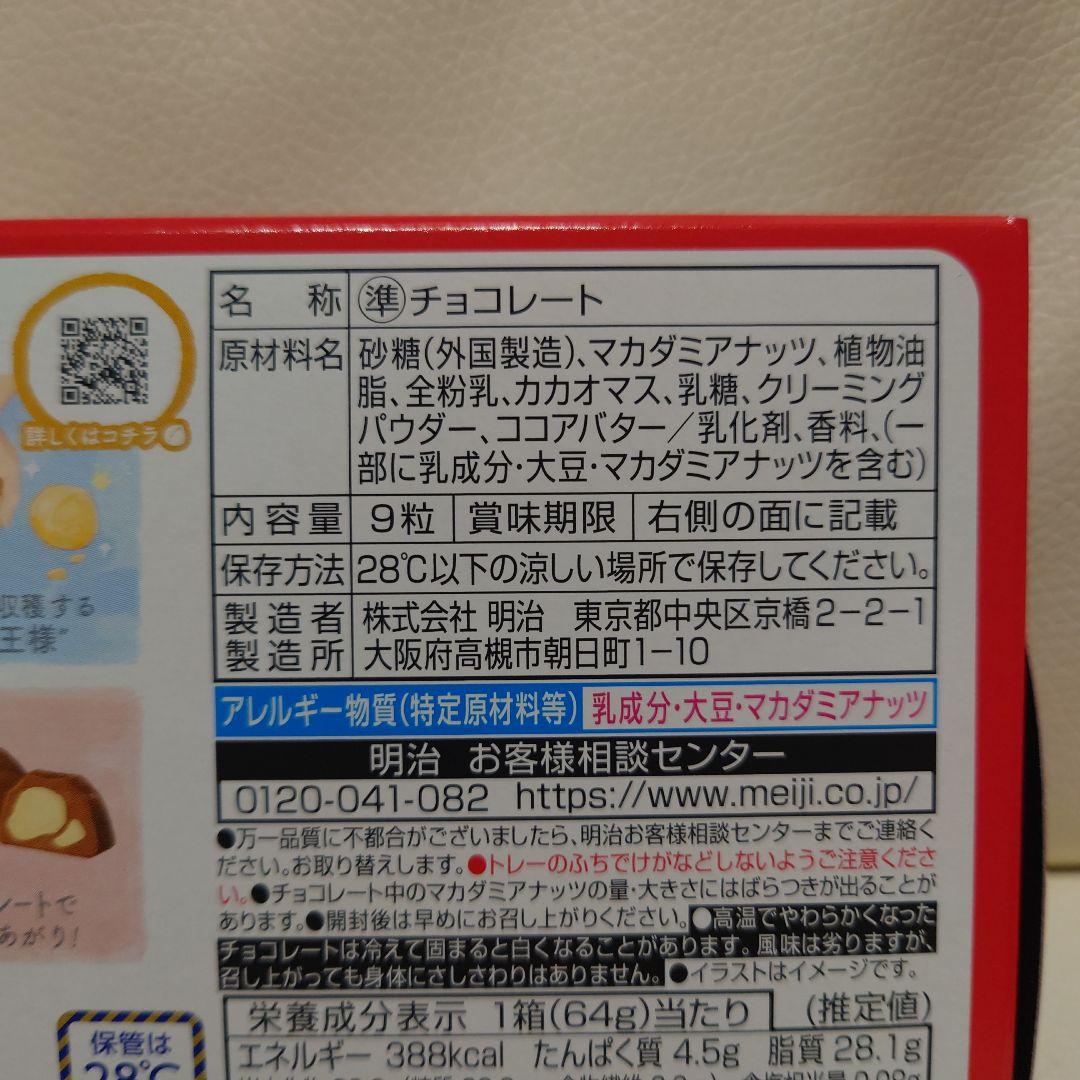 名称 ㊜チョコレート
原材料名 砂糖(外国製造)、マカダミアナッツ、植物油
脂、全粉乳、カカオマス、乳糖、クリーミング
パウダー、ココアバター/乳化剤、香料、(一
部に乳成分・大豆・マカダミアナッツを含む)
内容量 9粒 賞味期限 右側の面に記載
保存方法 28℃以下の涼しい場所で保存してください。
製造者 株式会社 明治 東京都中央区京橋2-2-1
製造所 大阪府高槻市朝日町1-10
アレルギー物質(特定原材料等) 乳成分・大豆・マカダミアナッツ
明治 お客様相談センター
0120-041-082 https://www.meiji.co.jp/
●万一品質に不都合がございましたら、明治お客様相談センターまでご連絡く
ださい。お取り替えします。●トレーのふちでけがなどしないようご注意くださ
い。●チョコレート中のマカダミアナッツの量・大きさにはばらつきが出ることが
あります。●開封後は早めにお召し上がりください。●高温でやわらかくなった
チョコレートは冷えて固まると白くなることがあります。風味は劣りますが、
召し上がっても身体にさしさわりはありません。●イラストはイメージです。
栄養成分表示 1箱(64g)当たり (推定値)
エネルギー 388kcal たんぱく質 4.5g 脂質 28.1g
詳しくはコチラ
収穫する
王様"
レートで
あがり!
保管は
28℃